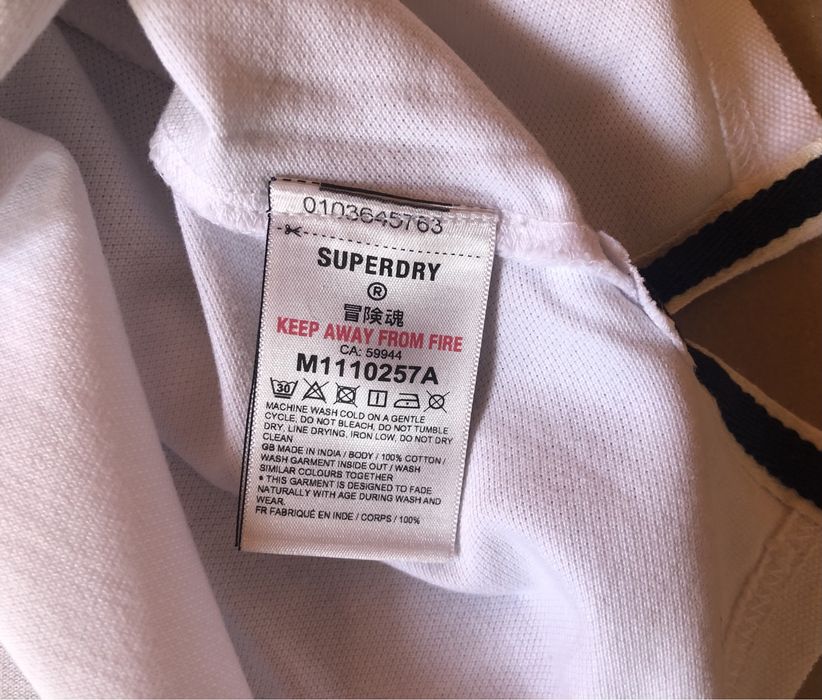 0103645763
SUPERDRY
®
冒険魂
KEEP AWAY FROM FIRE
CA: 59944
M1110257A
30
MACHINE WASH COLD ON A GENTLE
CYCLE, DO NOT BLEACH, DO NOT TUMBLE
DRY, LINE DRYING, IRON LOW, DO NOT DRY
CLEAN
GB MADE IN INDIA / BODY / 100% COTTON /
WASH GARMENT INSIDE OUT / WASH
SIMILAR COLOURS TOGETHER
* THIS GARMENT IS DESIGNED TO FADE
NATURALLY WITH AGE DURING WASH AND
WEAR.
FR FABRIQUÉ EN INDE / CORPS / 100%